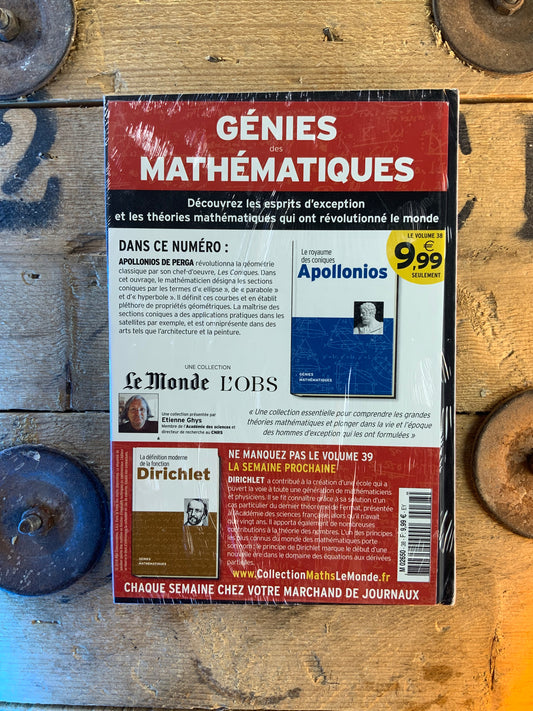 GÉNIES
des
MATHÉMATIQUES
Découvrez les esprits d'exception
et les théories mathématiques qui ont révolutionné le monde
DANS CE NUMÉRO :
APOLLONIOS DE PERGA révolutionna la géométrie
classique par son chef-d'oeuvre, Les Coniques. Dans
cet ouvrage, le mathématicien désigna les sections
coniques par les termes d'« ellipse », de « parabole »
et d'« hyperbole ». Il définit ces courbes et en établit
pléthore de propriétés géométriques. La maîtrise des
sections coniques a des applications pratiques dans les
satellites par exemple, et est omniprésente dans des
arts tels que l'architecture et la peinture.
Le royaume
des coniques
Apollonios
GÉNIES
MATHÉMATIQUES
LE VOLUME 38
9,99 €
SEULEMENT
UNE COLLECTION
Le Monde L'OBS
Une collection présentée par
Etienne Ghys
Membre de l'Académie des sciences et
directeur de recherche au CNRS
« Une collection essentielle pour comprendre les grandes
théories mathématiques et plonger dans la vie et l'époque
des hommes d'exception qui les ont formulées »
La définition moderne
de la fonction
Dirichlet
GÉNIES
MATHÉMATIQUES
NE MANQUEZ PAS LE VOLUME 39
LA SEMAINE PROCHAINE
DIRICHLET a contribué à la création d'une école qui a
ouvert la voie à toute une génération de mathématiciens
et physiciens. Il se fit connaître grâce à sa solution d'un
cas particulier du dernier théorème de Fermat, présentée
à l'Académie des sciences française, alors qu'il n'avait
que vingt ans. Il apporta également de nombreuses
contributions à la théorie des nombres. L'un des principes
les plus connus du monde des mathématiques porte
son nom : le principe de Dirichlet marque le début d'une
nouvelle ère dans le domaine des équations aux dérivées
partielles.
www.CollectionMathsLeMonde.fr
M 02650 - 38 - F: 9,99 € - EY
CHAQUE SEMAINE CHEZ VOTRE MARCHAND DE JOURNAUX